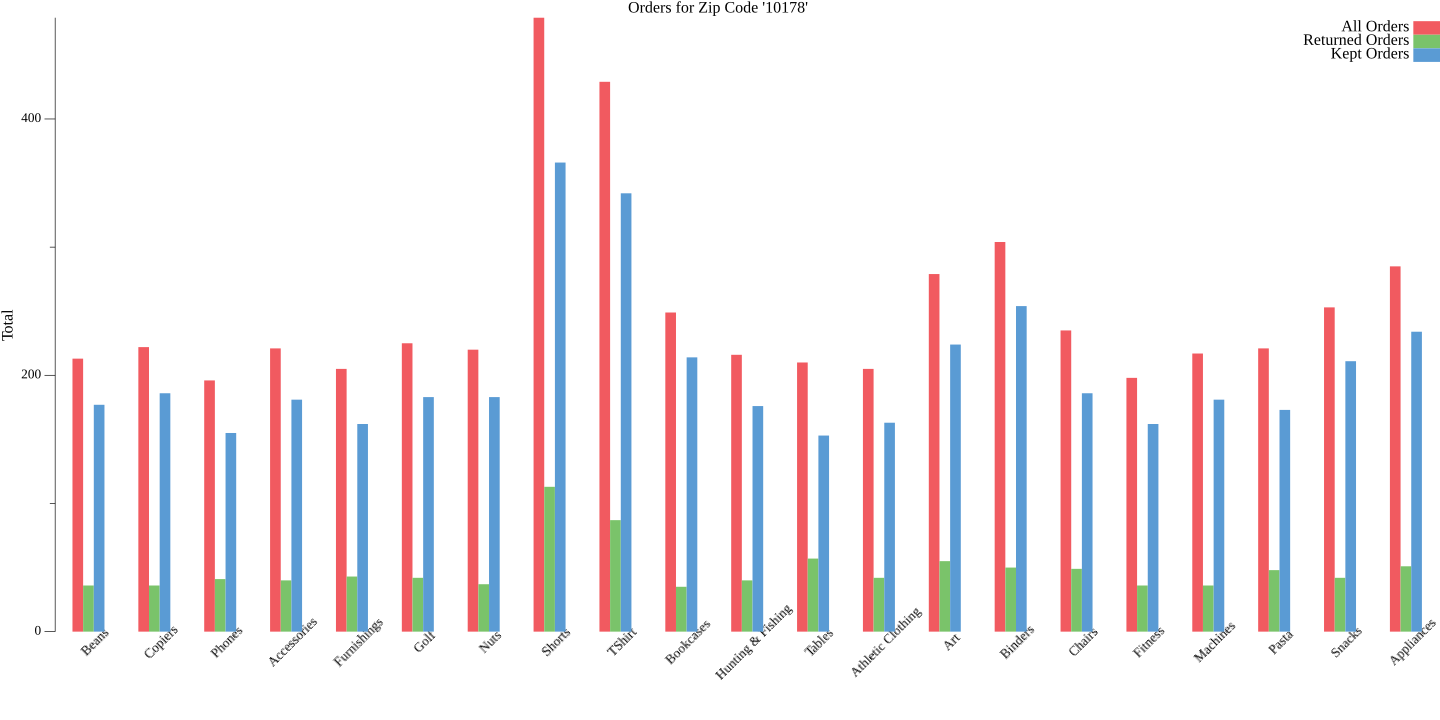 Orders for Zip Code '10178'
All Orders
Returned Orders
Kept Orders
Total
400
200
0
Beans
Copiers
Phones
Accessories
Furnishings
Golf
Nuts
Shorts
TShirt
Bookcases
Hunting & Fishing
Tables
Athletic Clothing
Art
Binders
Chairs
Fitness
Machines
Pasta
Snacks
Appliances